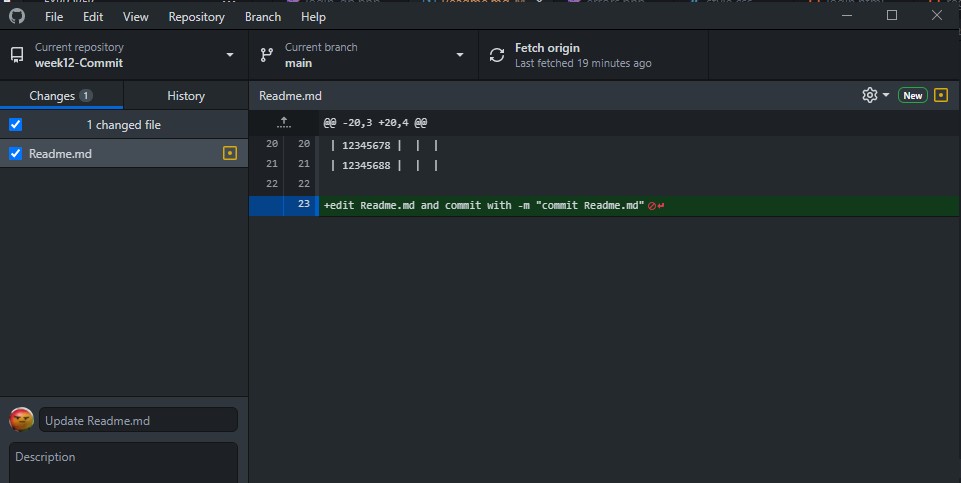 File Edit View Repository Branch Help
Current repository
week12-Commit
Current branch
main
Fetch origin
Last fetched 19 minutes ago
Changes 1
History
Readme.md
New
1 changed file
Readme.md
@@ -20,3 +20,4 @@
20 20 | 12345678 | | |
21 21 | 12345688 | | |
22 22
23 +edit Readme.md and commit with -m "commit Readme.md"
Update Readme.md
Description